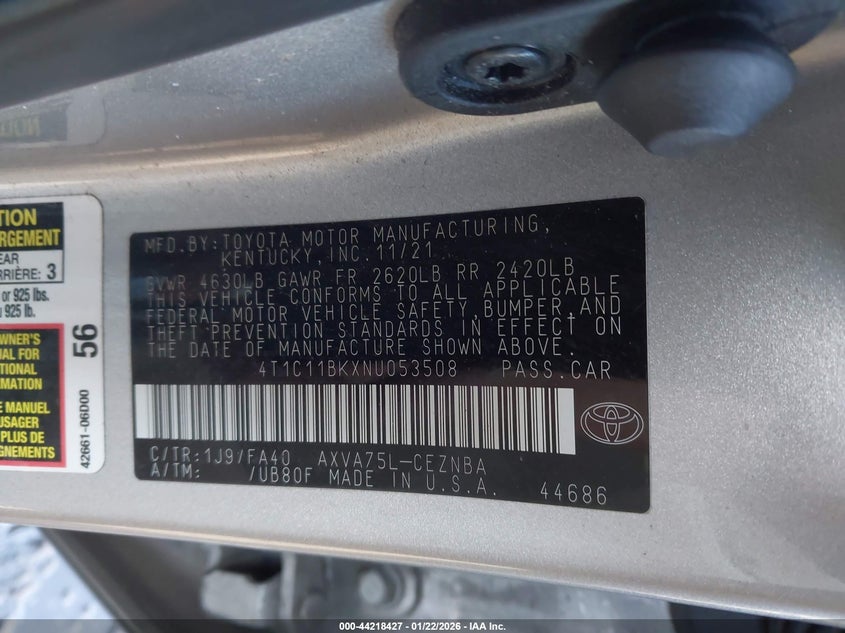 TION
RGEMENT
EAR
RRIÈRE: 3
or 925 lbs.
925 lb.
OWNER'S
UAL FOR
TIONAL
RMATION
E MANUEL
USAGER
PLUS DE
IGNEMENTS
56
42661-06D00
MFD.BY:TOYOTA MOTOR MANUFACTURING,
KENTUCKY, INC. 11/21
GVWR 4630LB GAWR FR 2620LB RR 2420LB
THIS VEHICLE CONFORMS TO ALL APPLICABLE
FEDERAL MOTOR VEHICLE SAFETY,BUMPER,AND
THEFT PREVENTION STANDARDS IN EFFECT ON
THE DATE OF MANUFACTURE SHOWN ABOVE.
4T1C11BKXNU053508 PASS.CAR
C/TR:1J9/FA40 AXVA75L-CEZNBA
A/TM: /UB80F MADE IN U.S.A.
44686
000-44218427 - 01/22/2026 - IAA Inc.